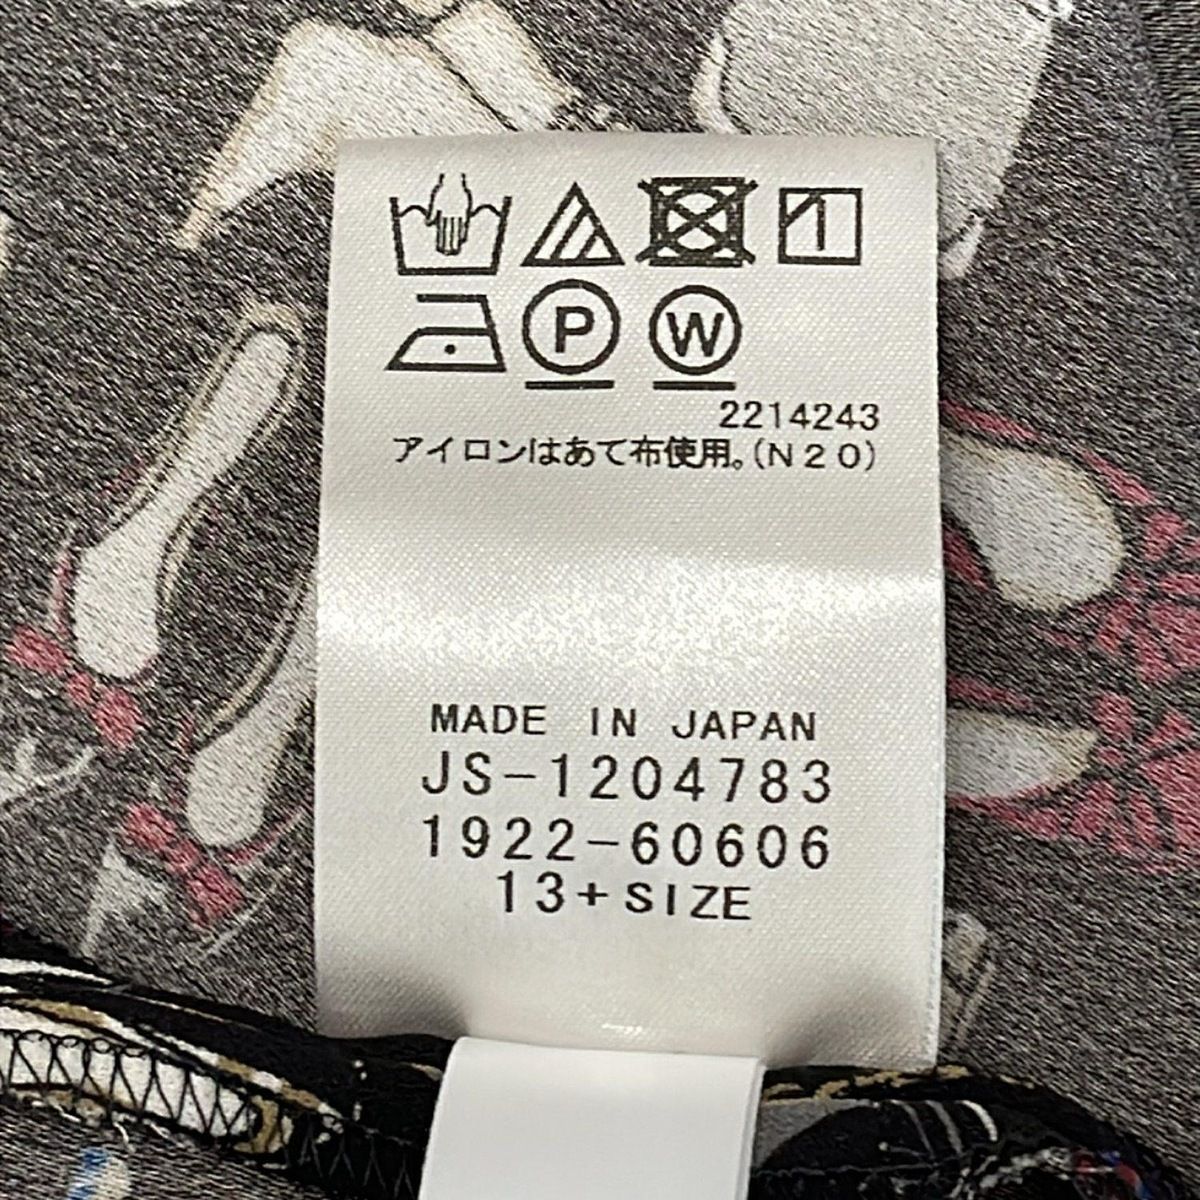 P W
2214243
アイロンはあて布使用。(N20)
MADE IN JAPAN
JS-1204783
1922-60606
13+SIZE